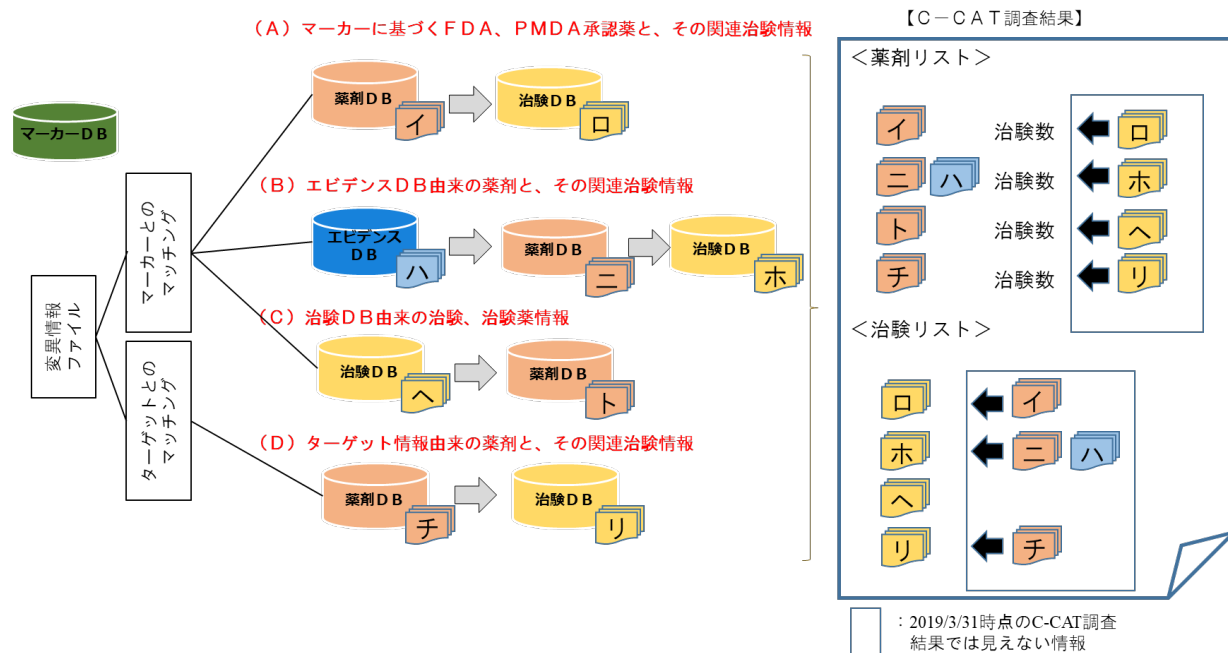 【C－CAT調査結果】
（A）マーカーに基づくFDA、PMDA承認薬と、その関連治験情報
＜薬剤リスト＞
薬剤DB
イ
治験DB
ロ
マーカーDB
イ
治験数
ロ
（B）エビデンスDB由来の薬剤と、その関連治験情報
ニ
ハ
治験数
ホ
マーカーとの
マッチング
エビデンス
DB
ハ
薬剤DB
ニ
治験DB
ホ
ト
治験数
ヘ
チ
治験数
リ
変異情報
ファイル
（C）治験DB由来の治験、治験薬情報
＜治験リスト＞
治験DB
ヘ
薬剤DB
ト
ロ
イ
ターゲットとの
マッチング
（D）ターゲット情報由来の薬剤と、その関連治験情報
ホ
ニ
ハ
薬剤DB
チ
治験DB
リ
ヘ
リ
チ
：2019/3/31時点のC-CAT調査
結果では見えない情報